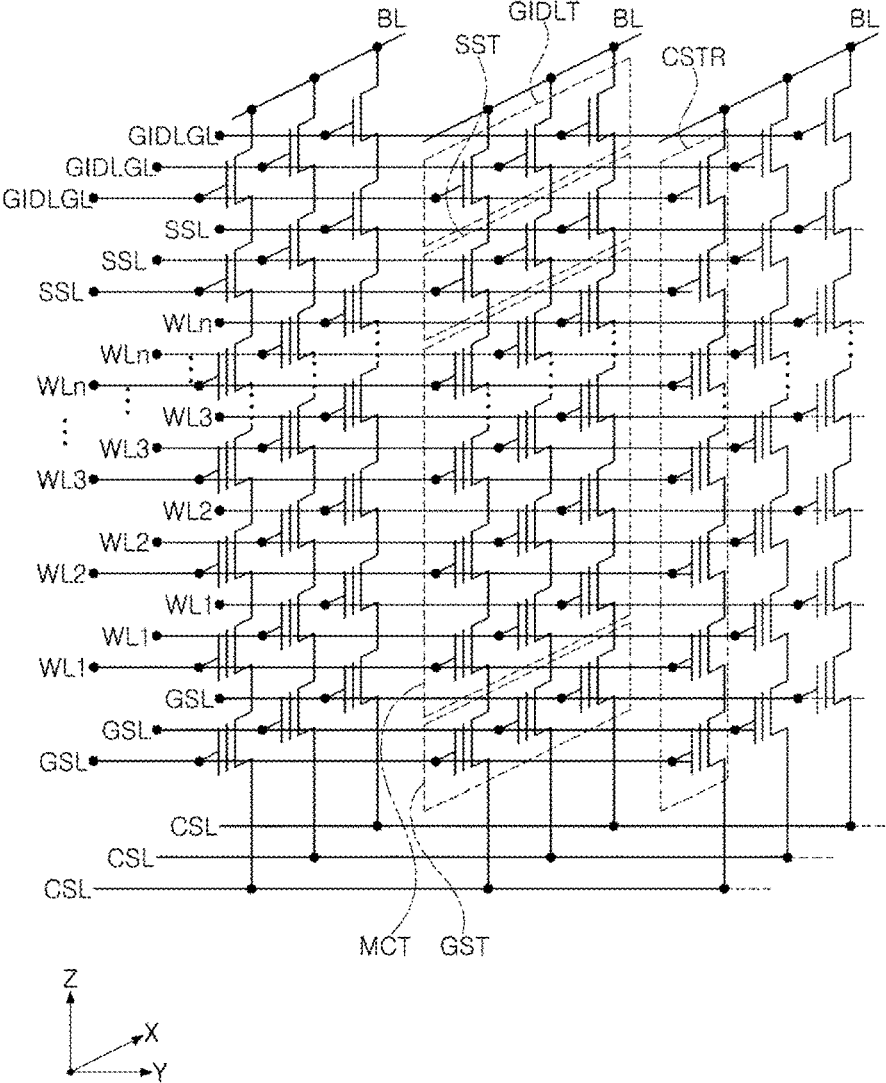 BL GIDLT BL BL
SST CSTR
GIDLGL
GIDLGL
GIDLGL
SSL
SSL
SSL
WLn
WLn
WLn
WL3
WL3
WL3
WL2
WL2
WL2
WL1
WL1
WL1
GSL
GSL
GSL
CSL
CSL
CSL
MCT GST
Z
X
Y